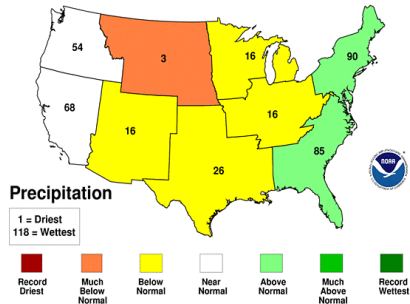 54
3
16
90
68
16
16
26
85
NOAA
Precipitation
1 = Driest
118 = Wettest
Record Driest
Much Below Normal
Below Normal
Near Normal
Above Normal
Much Above Normal
Record Wettest